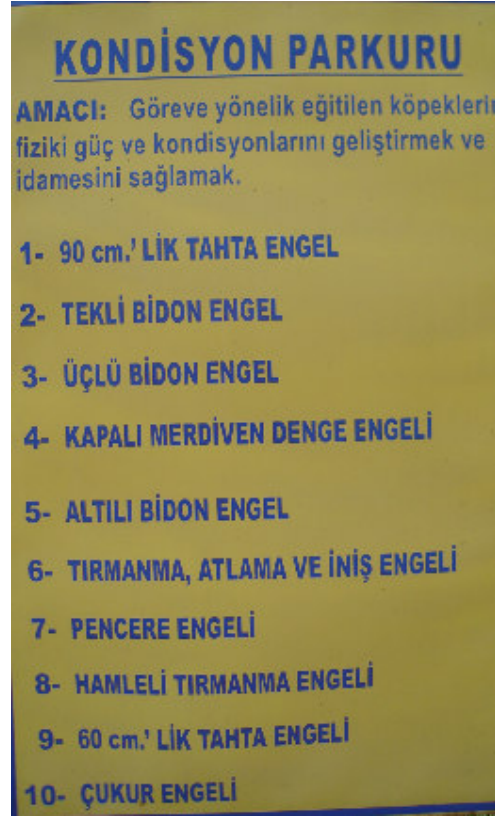 KONDİSYON PARKURU
AMACI: Göreve yönelik eğitilen köpeklerin
fiziki güç ve kondisyonlarını geliştirmek ve
idamesini sağlamak.
1- 90 cm.' LİK TAHTA ENGEL
2- TEKLİ BİDON ENGEL
3- ÜÇLÜ BİDON ENGEL
4- KAPALI MERDİVEN DENGE ENGELİ
5- ALTILI BİDON ENGEL
6- TIRMANMA, ATLAMA VE İNİŞ ENGELİ
7- PENCERE ENGELİ
8- HAMLELİ TIRMANMA ENGELİ
9- 60 cm.' LİK TAHTA ENGELİ
10- ÇUKUR ENGELİ